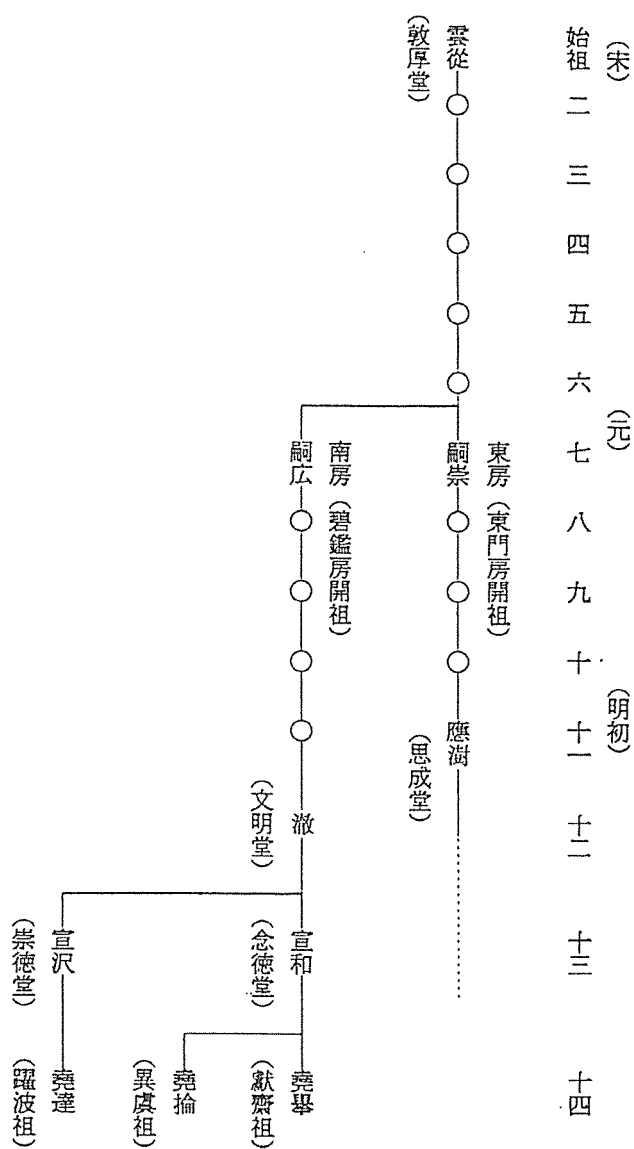 (宋)
(元)
(明初)
始祖
二
三
四
五
六
七
八
九
十
十一
十二
十三
十四
東房(東門房開祖)
雲從
嗣崇
應澍
(敦厚堂)
(思成堂)
南房(碧鑑房開祖)
嗣広
澈
宣和
堯舉
(文明堂)
(念徳堂)
(獻齋祖)
堯掄
(異虞祖)
宣沢
堯達
(崇徳堂)
(躍波祖)